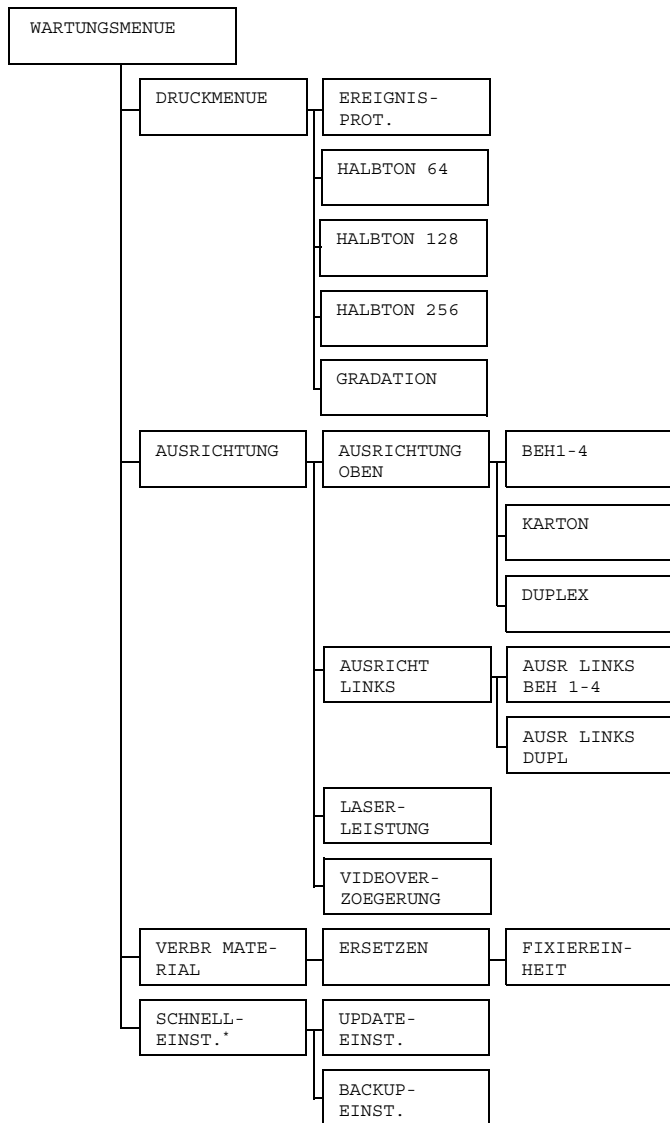 WARTUNGSMENUE
DRUCKMENUE
EREIGNIS-
PROT.
HALBTON 64
HALBTON 128
HALBTON 256
GRADATION
AUSRICHTUNG
AUSRICHTUNG
OBEN
BEH1-4
KARTON
DUPLEX
AUSRICHT
LINKS
AUSR LINKS
BEH 1-4
AUSR LINKS
DUPL
LASER-
LEISTUNG
VIDEOVER-
ZOEGERUNG
VERBR MATE-
RIAL
ERSETZEN
FIXIEREIN-
HEIT
SCHNELL-
EINST.*
UPDATE-
EINST.
BACKUP-
EINST.